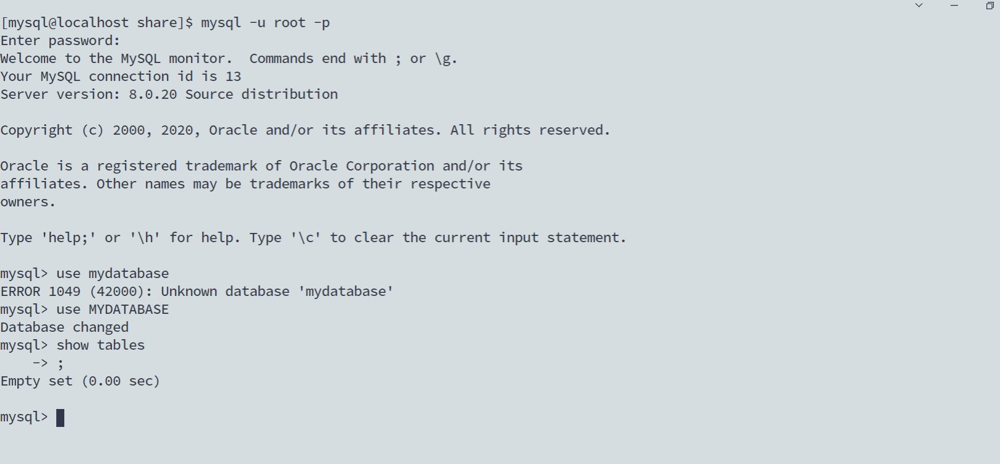 [mysql@localhost share]$ mysql -u root -p
Enter password:
Welcome to the MySQL monitor.  Commands end with ; or \g.
Your MySQL connection id is 13
Server version: 8.0.20 Source distribution
Copyright (c) 2000, 2020, Oracle and/or its affiliates. All rights reserved.
Oracle is a registered trademark of Oracle Corporation and/or its
affiliates. Other names may be trademarks of their respective
owners.
Type 'help;' or '\h' for help. Type '\c' to clear the current input statement.
mysql> use mydatabase
ERROR 1049 (42000): Unknown database 'mydatabase'
mysql> use MYDATABASE
Database changed
mysql> show tables
    -> ;
Empty set (0.00 sec)
mysql>